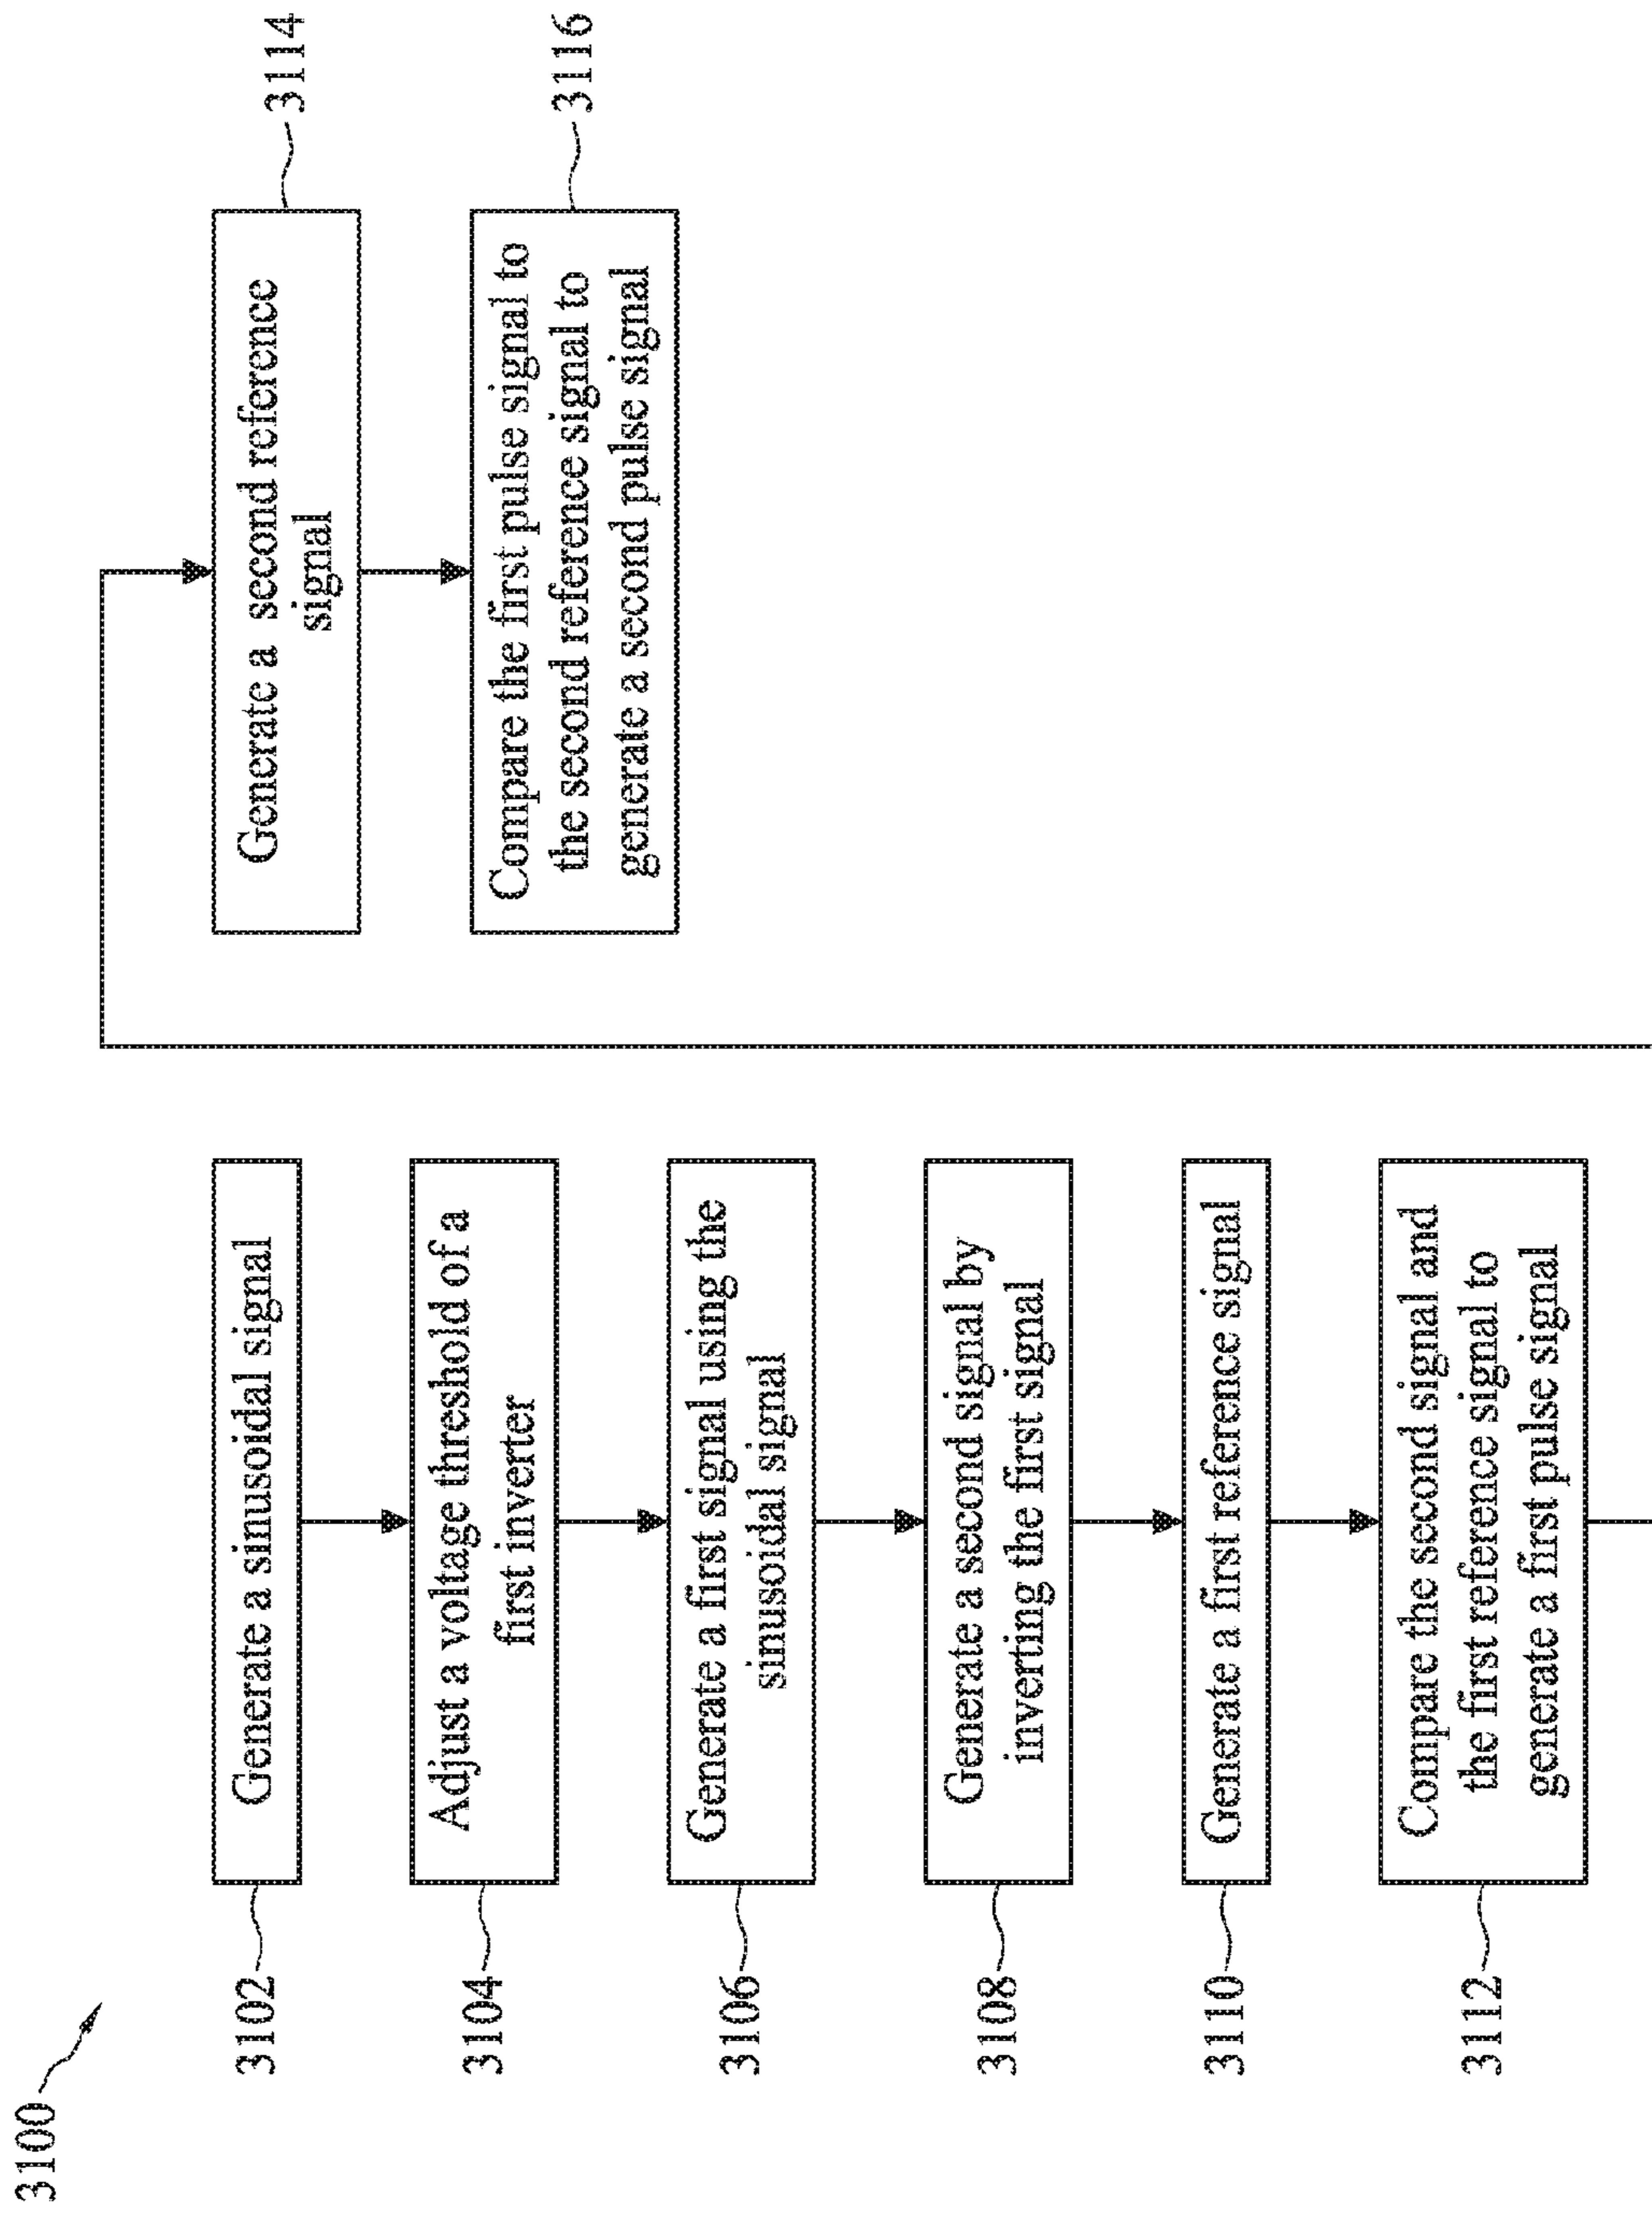 3100
3102
Generate a sinusoidal signal
3104
Adjust a voltage threshold of a
first inverter
3106
Generate a first signal using the
sinusoidal signal
3108
Generate a second signal by
inverting the first signal
3110
Generate a first reference signal
3112
Compare the second signal and
the first reference signal to
generate a first pulse signal
Generate a second reference
signal
3114
Compare the first pulse signal to
the second reference signal to
generate a second pulse signal
3116